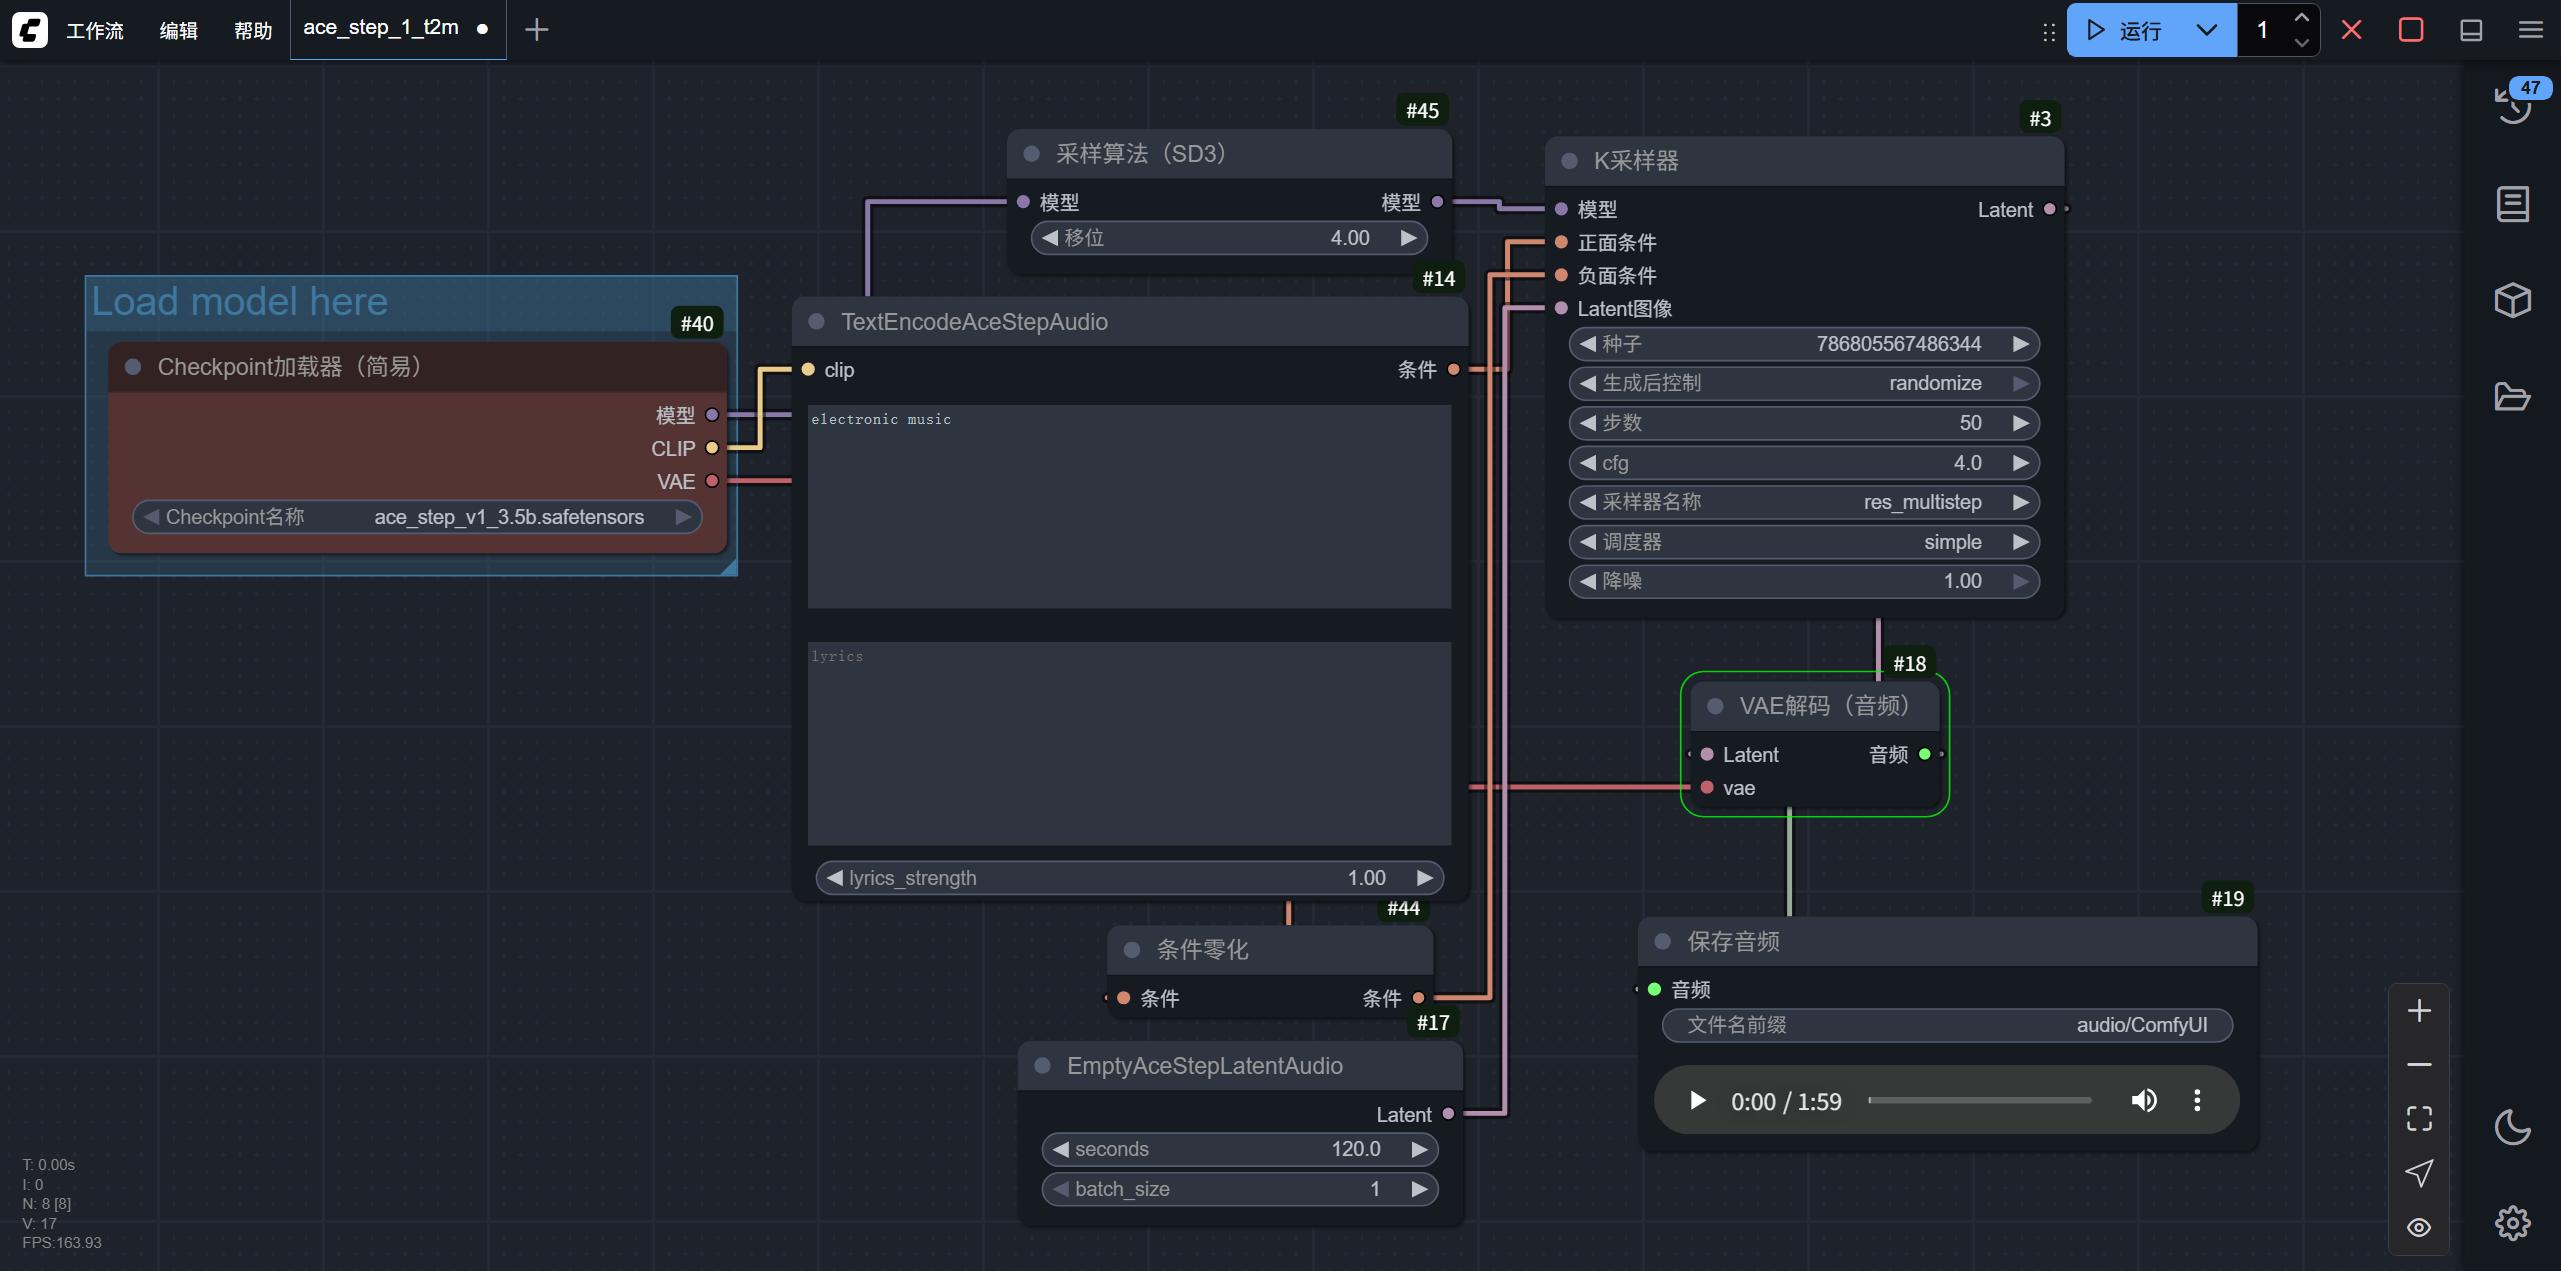 工作流 编辑 帮助 ace_step_1_t2m
运行 1
47
#45
采样算法（SD3）
模型 模型
移位 4.00
#3
K采样器
模型 Latent
正面条件
负面条件
Latent图像
种子 786805567486344
生成后控制 randomize
步数 50
cfg 4.0
采样器名称 res_multistep
调度器 simple
降噪 1.00
Load model here
#40
Checkpoint加载器（简易）
模型
CLIP
VAE
Checkpoint名称 ace_step_v1_3.5b.safetensors
#14
TextEncodeAceStepAudio
clip 条件
electronic music
lyrics
lyrics_strength 1.00
#44
条件零化
条件 条件
#17
EmptyAceStepLatentAudio
Latent
seconds 120.0
batch_size 1
#18
VAE解码（音频）
Latent 音频
vae
#19
保存音频
音频
文件名前缀 audio/ComfyUI
0:00 / 1:59
T: 0.00s
I: 0
N: 8 [8]
V: 17
FPS:163.93